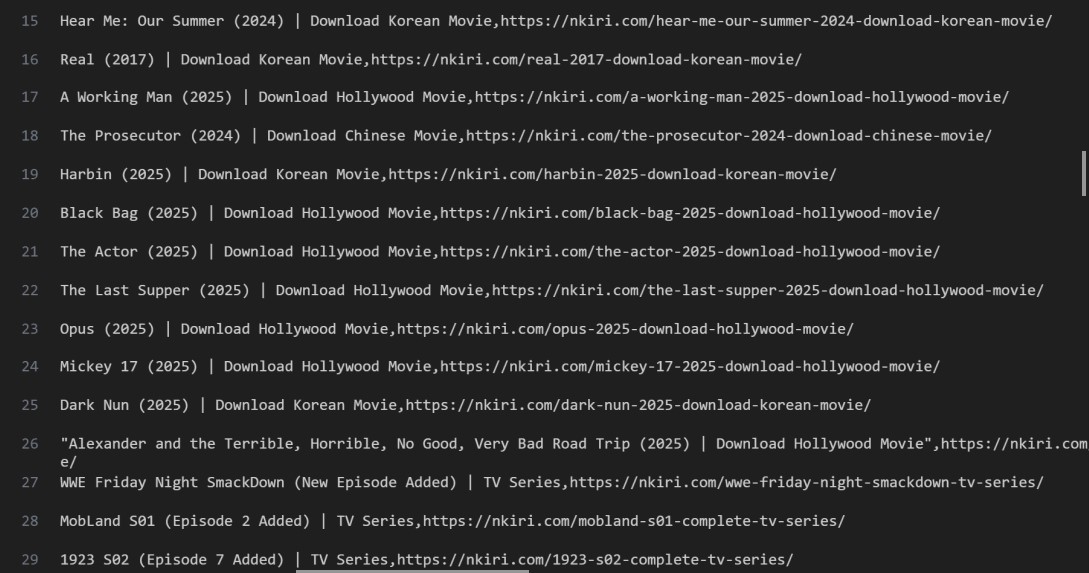 15 Hear Me: Our Summer (2024) | Download Korean Movie,https://nkiri.com/hear-me-our-summer-2024-download-korean-movie/
16 Real (2017) | Download Korean Movie,https://nkiri.com/real-2017-download-korean-movie/
17 A Working Man (2025) | Download Hollywood Movie,https://nkiri.com/a-working-man-2025-download-hollywood-movie/
18 The Prosecutor (2024) | Download Chinese Movie,https://nkiri.com/the-prosecutor-2024-download-chinese-movie/
19 Harbin (2025) | Download Korean Movie,https://nkiri.com/harbin-2025-download-korean-movie/
20 Black Bag (2025) | Download Hollywood Movie,https://nkiri.com/black-bag-2025-download-hollywood-movie/
21 The Actor (2025) | Download Hollywood Movie,https://nkiri.com/the-actor-2025-download-hollywood-movie/
22 The Last Supper (2025) | Download Hollywood Movie,https://nkiri.com/the-last-supper-2025-download-hollywood-movie/
23 Opus (2025) | Download Hollywood Movie,https://nkiri.com/opus-2025-download-hollywood-movie/
24 Mickey 17 (2025) | Download Hollywood Movie,https://nkiri.com/mickey-17-2025-download-hollywood-movie/
25 Dark Nun (2025) | Download Korean Movie,https://nkiri.com/dark-nun-2025-download-korean-movie/
26 "Alexander and the Terrible, Horrible, No Good, Very Bad Road Trip (2025) | Download Hollywood Movie",https://nkiri.com
e/
27 WWE Friday Night SmackDown (New Episode Added) | TV Series,https://nkiri.com/wwe-friday-night-smackdown-tv-series/
28 MobLand S01 (Episode 2 Added) | TV Series,https://nkiri.com/mobland-s01-complete-tv-series/
29 1923 S02 (Episode 7 Added) | TV Series,https://nkiri.com/1923-s02-complete-tv-series/